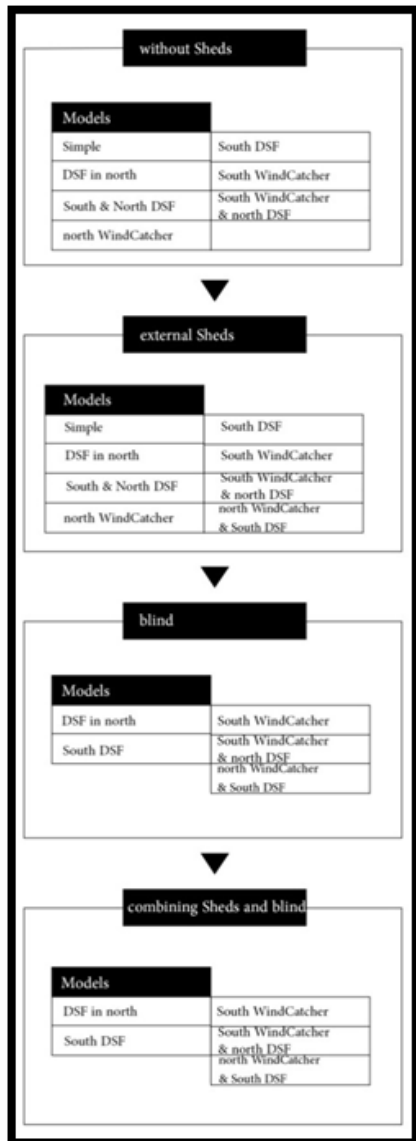 without Sheds
Models
Simple
South DSF
DSF in north
South WindCatcher
South & North DSF
South WindCatcher
& north DSF
north WindCatcher
external Sheds
Models
Simple
South DSF
DSF in north
South WindCatcher
South & North DSF
South WindCatcher
& north DSF
north WindCatcher
north WindCatcher
& South DSF
blind
Models
DSF in north
South WindCatcher
South DSF
South WindCatcher
& north DSF
north WindCatcher
& South DSF
combining Sheds and blind
Models
DSF in north
South WindCatcher
South DSF
South WindCatcher
& north DSF
north WindCatcher
& South DSF